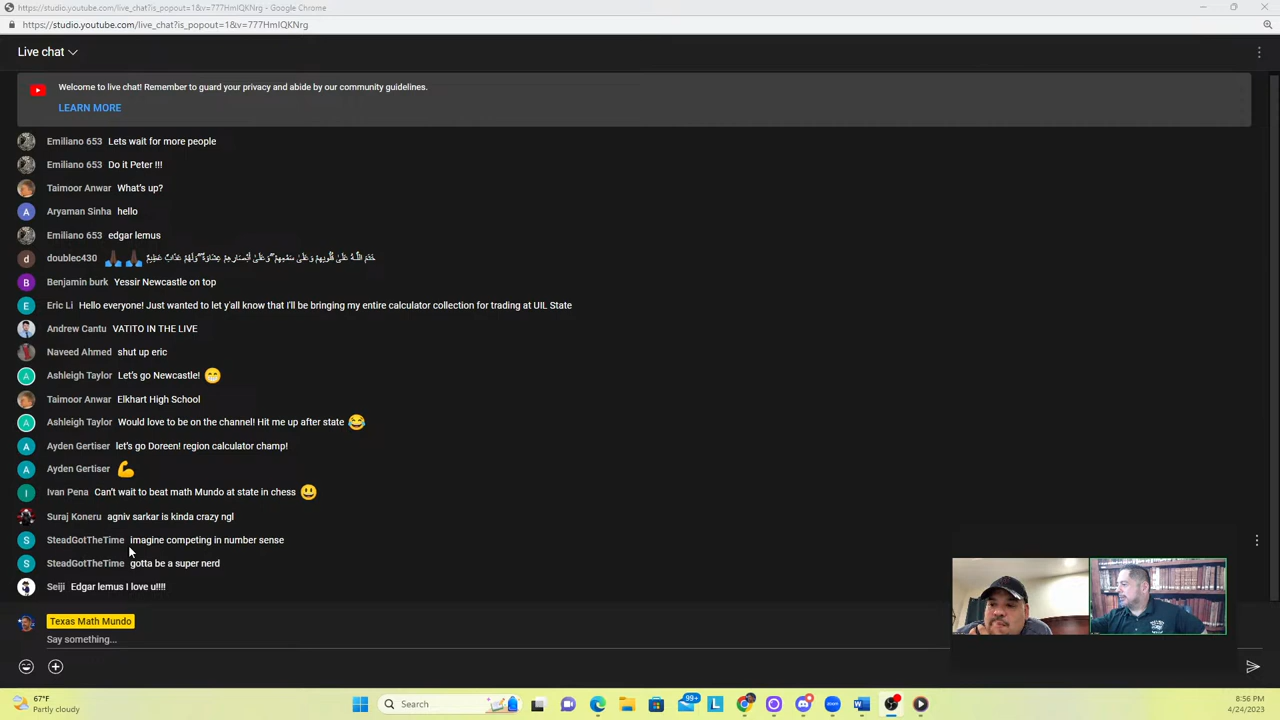 https://studio.youtube.com/live_chat?is_popout=1&v=777HmIQKNrg - Google Chrome
https://studio.youtube.com/live_chat?is_popout=1&v=777HmIQKNrg
Live chat
Welcome to live chat! Remember to guard your privacy and abide by our community guidelines.
LEARN MORE
Emiliano 653 Lets wait for more people
Emiliano 653 Do it Peter !!!
Taimoor Anwar What's up?
A Aryaman Sinha hello
Emiliano 653 edgar lemus
d doublec430 🙏🏿 🙏🏿 خَتَمَ اللَّـهُ عَلَىٰ قُلُوبِهِمْ وَعَلَىٰ سَمْعِهِمْ ۖ وَعَلَىٰ أَبْصَارِهِمْ غِشَاوَةٌ ۖ وَلَهُمْ عَذَابٌ عَظِيمٌ
B Benjamin burk Yessir Newcastle on top
E Eric Li Hello everyone! Just wanted to let y'all know that I'll be bringing my entire calculator collection for trading at UIL State
Andrew Cantu VATITO IN THE LIVE
Naveed Ahmed shut up eric
A Ashleigh Taylor Let's go Newcastle! 😁
Taimoor Anwar Elkhart High School
A Ashleigh Taylor Would love to be on the channel! Hit me up after state 😂
A Ayden Gertiser let's go Doreen! region calculator champ!
A Ayden Gertiser 💪
I Ivan Pena Can't wait to beat math Mundo at state in chess 😃
Suraj Koneru agniv sarkar is kinda crazy ngl
S SteadGotTheTime imagine competing in number sense
S SteadGotTheTime gotta be a super nerd
Seiji Edgar lemus I love u!!!!
Texas Math Mundo
Say something...
67°F
Partly cloudy
Search
99+
L
8:56 PM
4/24/2023